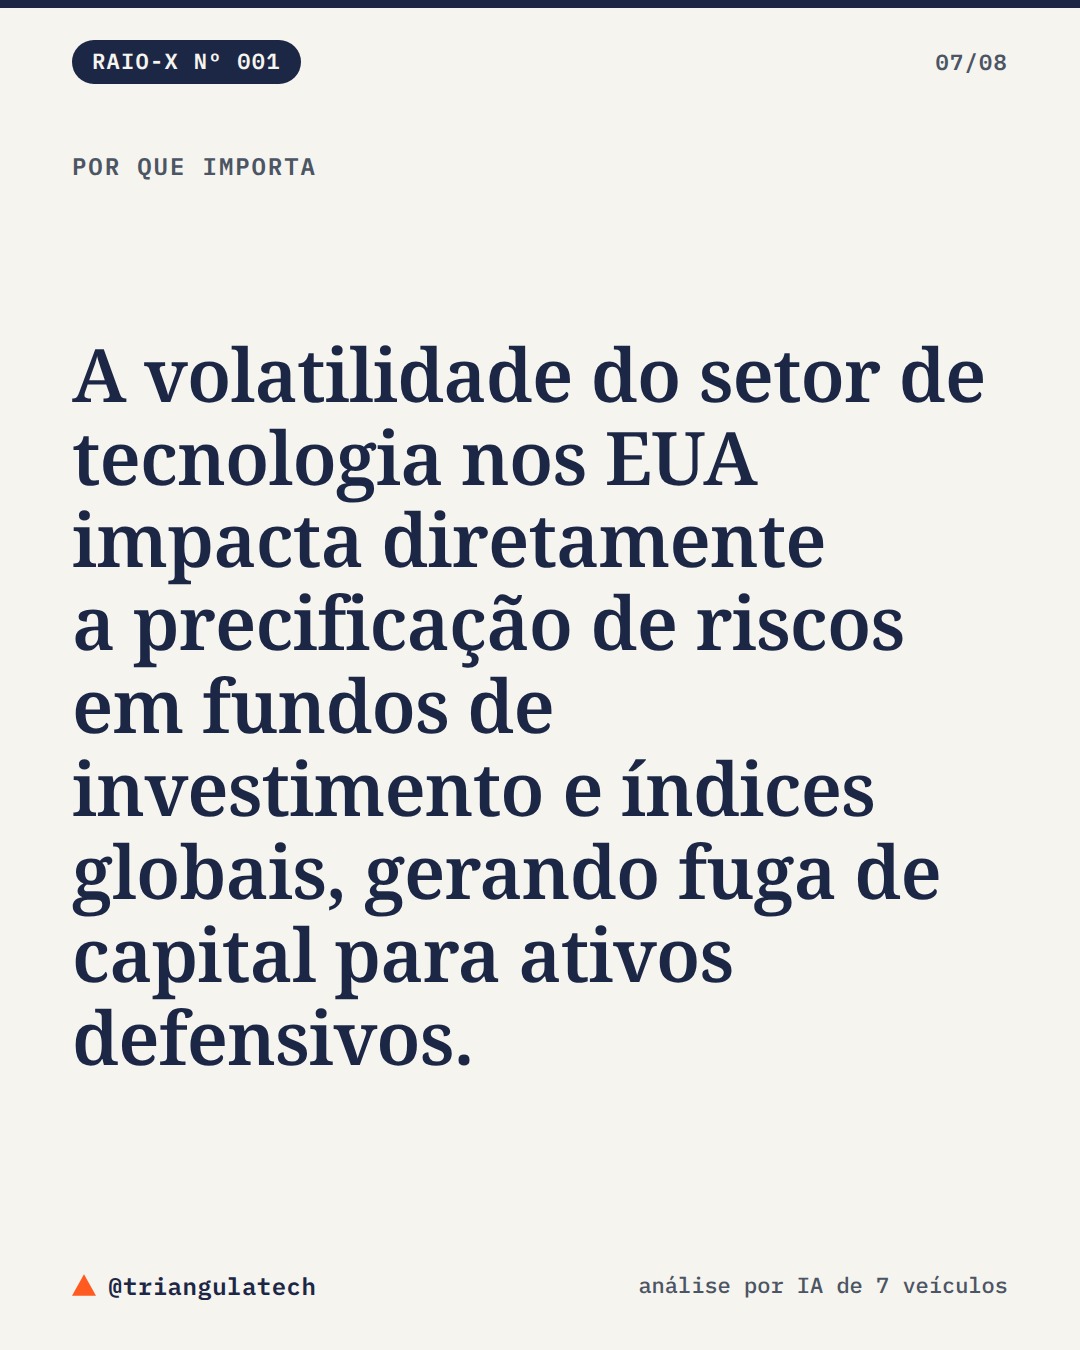 RAIO-X Nº 001
07/08
POR QUE IMPORTA
A volatilidade do setor de
tecnologia nos EUA
impacta diretamente
a precificação de riscos
em fundos de
investimento e índices
globais, gerando fuga de
capital para ativos
defensivos.
@triangulatech
análise por IA de 7 veículos